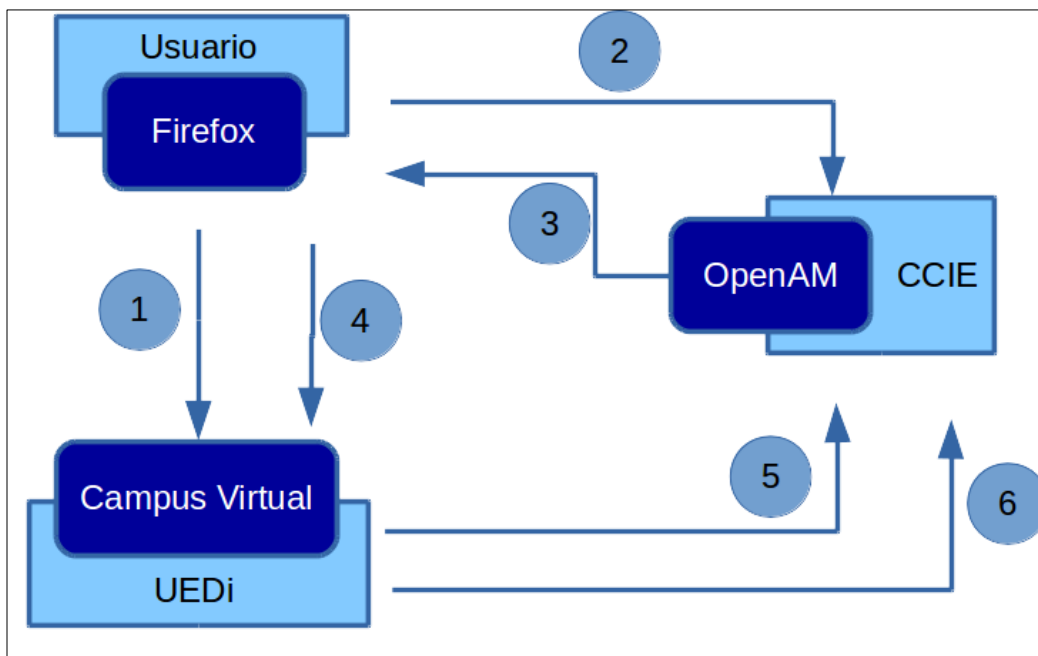 Usuario
Firefox
2
3
OpenAM
CCIE
1
4
Campus Virtual
UEDi
5
6